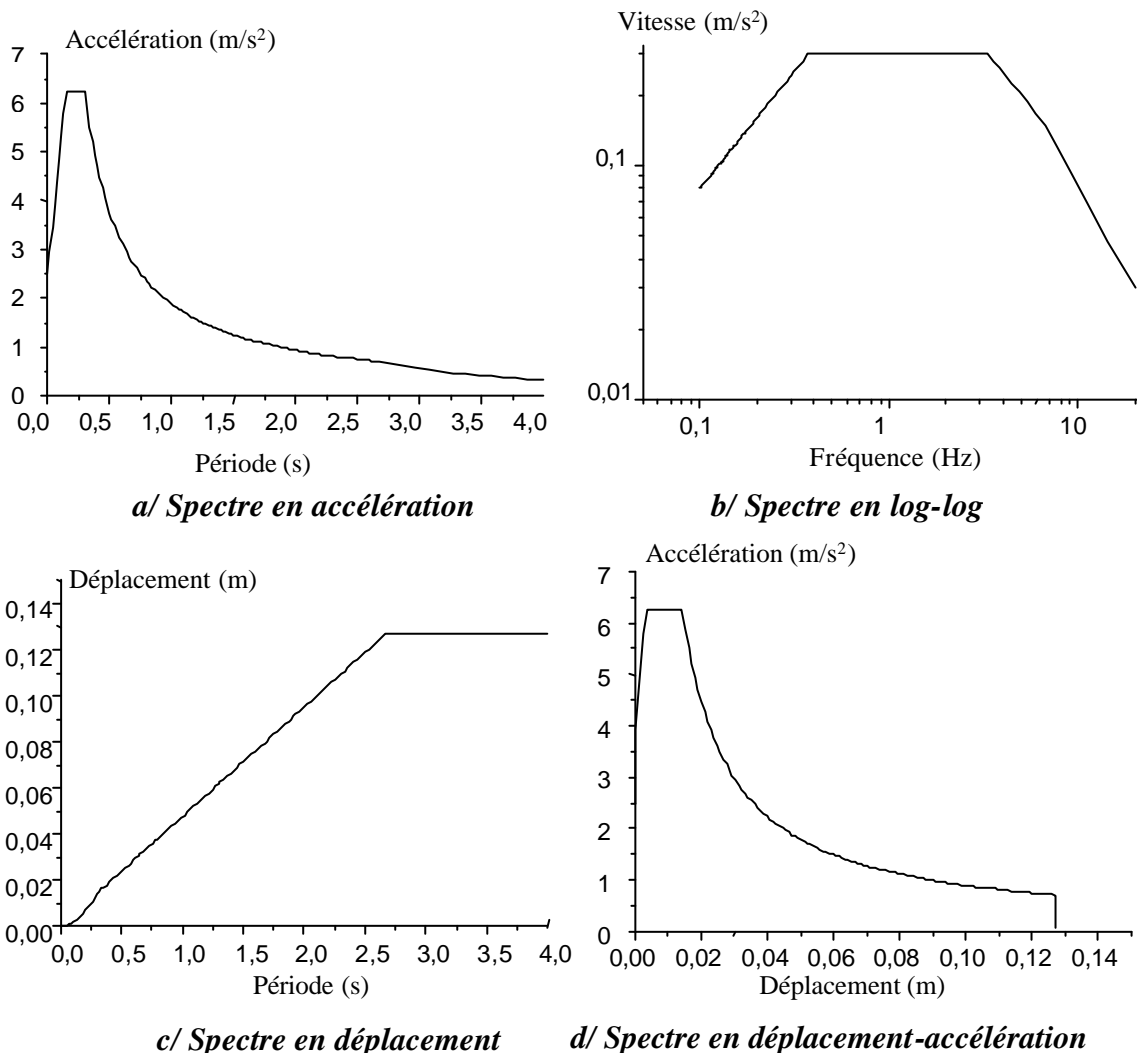 Accélération (m/s²)
7
6
5
4
3
2
1
0
0,0 0,5 1,0 1,5 2,0 2,5 3,0 3,5 4,0
Période (s)
a/ Spectre en accélération
Vitesse (m/s²)
0,1
0,01
0,1 1 10
Fréquence (Hz)
b/ Spectre en log-log
Déplacement (m)
0,14
0,12
0,10
0,08
0,06
0,04
0,02
0,00
0,0 0,5 1,0 1,5 2,0 2,5 3,0 3,5 4,0
Période (s)
c/ Spectre en déplacement
Accélération (m/s²)
7
6
5
4
3
2
1
0
0,00 0,02 0,04 0,06 0,08 0,10 0,12 0,14
Déplacement (m)
d/ Spectre en déplacement-accélération